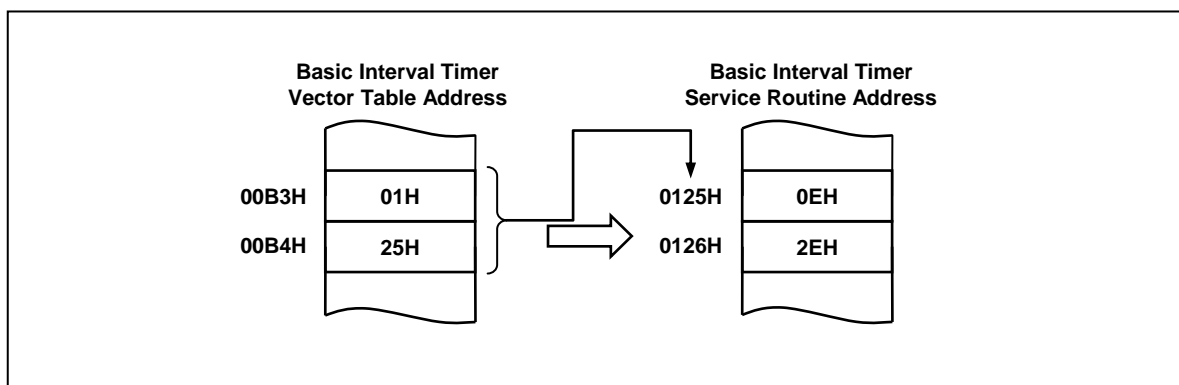 Basic Interval Timer
Vector Table Address
00B3H 01H
00B4H 25H
Basic Interval Timer
Service Routine Address
0125H 0EH
0126H 2EH